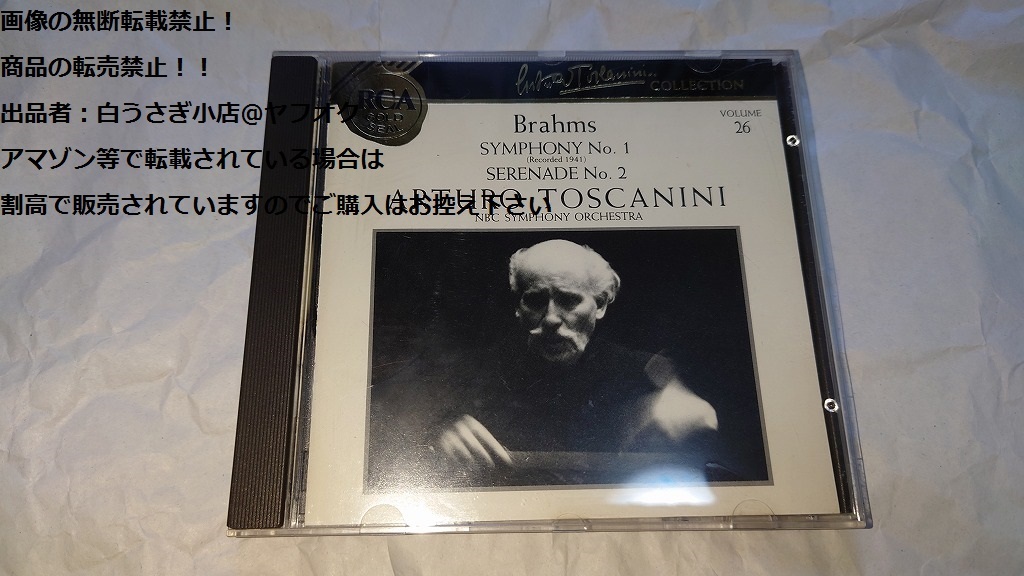 画像の無断転載禁止！
商品の転売禁止！！
出品者：白うさぎ小店@ヤフオク
アマゾン等で転載されている場合は
割高で販売されていますのでご購入はお控え下さい
RCA
GOLD
SEAL
Arturo Toscanini COLLECTION
VOLUME
26
Brahms
SYMPHONY No. 1
(Recorded 1941)
SERENADE No. 2
ARTURO TOSCANINI
NBC SYMPHONY ORCHESTRA